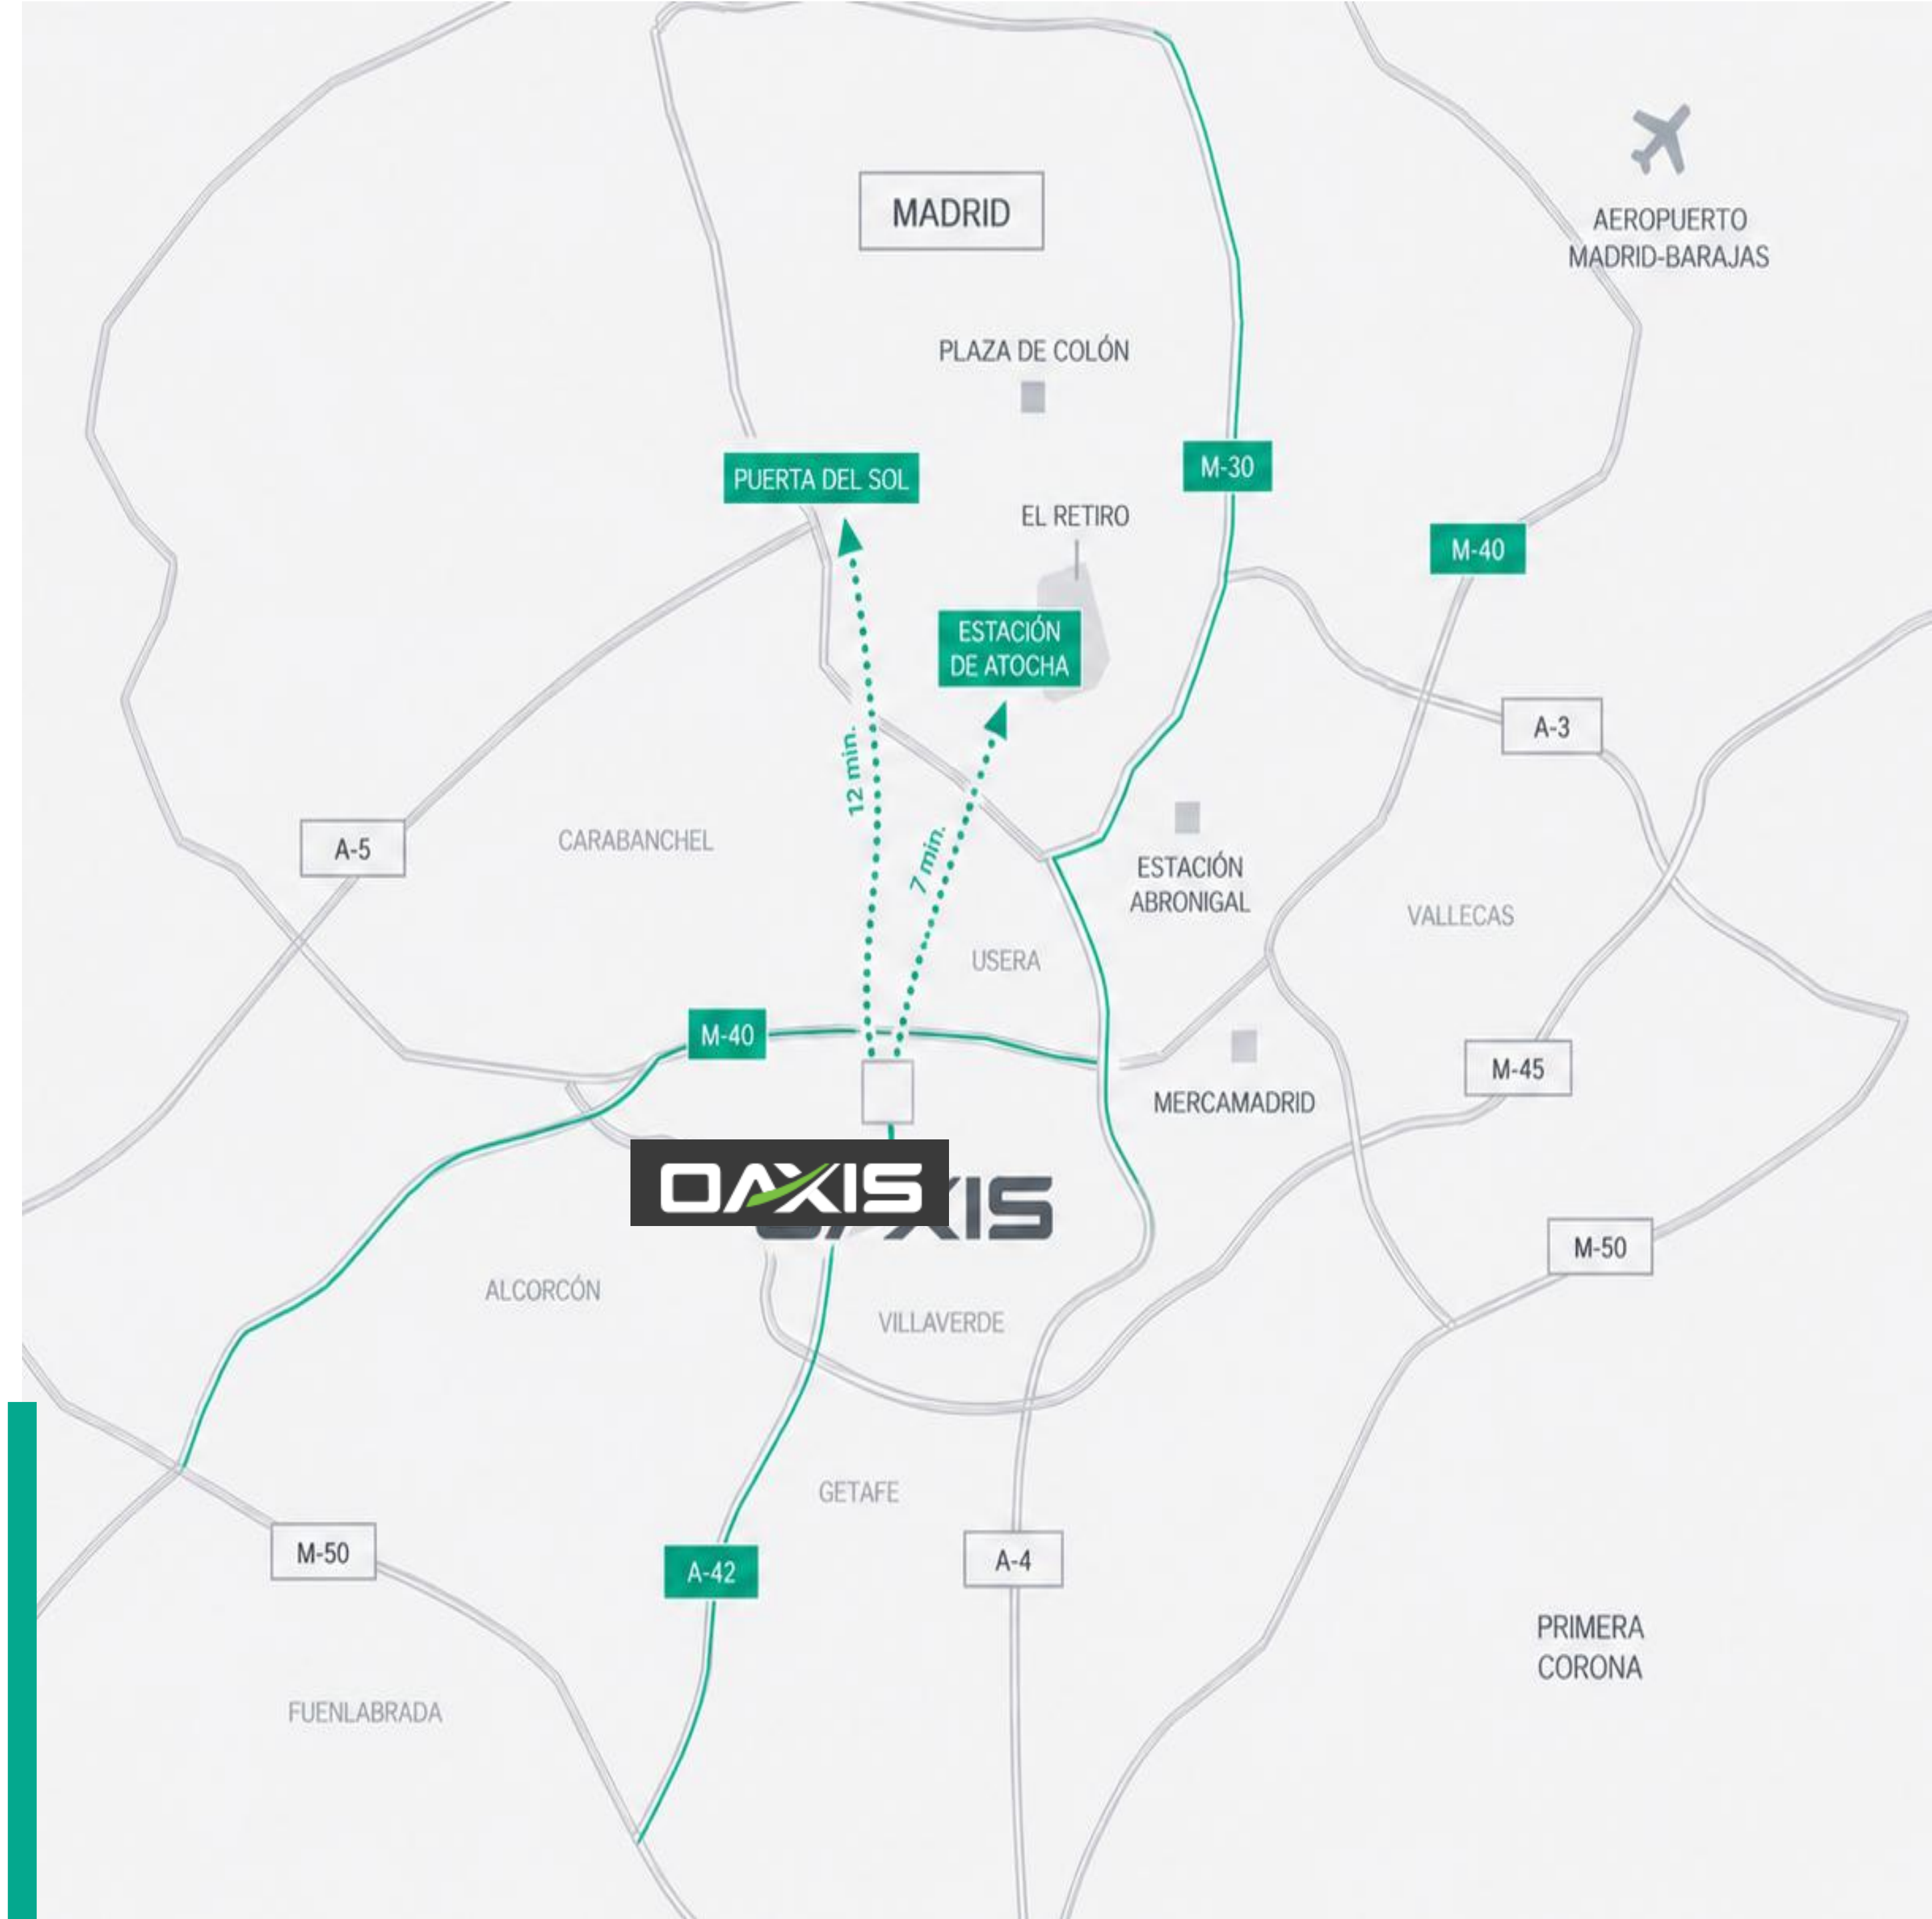 MADRID
AEROPUERTO
MADRID-BARAJAS
PLAZA DE COLÓN
PUERTA DEL SOL
M-30
EL RETIRO
M-40
ESTACIÓN
DE ATOCHA
A-3
12 min.
A-5
CARABANCHEL
7 min.
ESTACIÓN
ABRONIGAL
VALLECAS
USERA
M-40
M-45
MERCAMADRID
OAXIS
XIS
M-50
ALCORCÓN
VILLAVERDE
GETAFE
M-50
A-42
A-4
PRIMERA
CORONA
FUENLABRADA